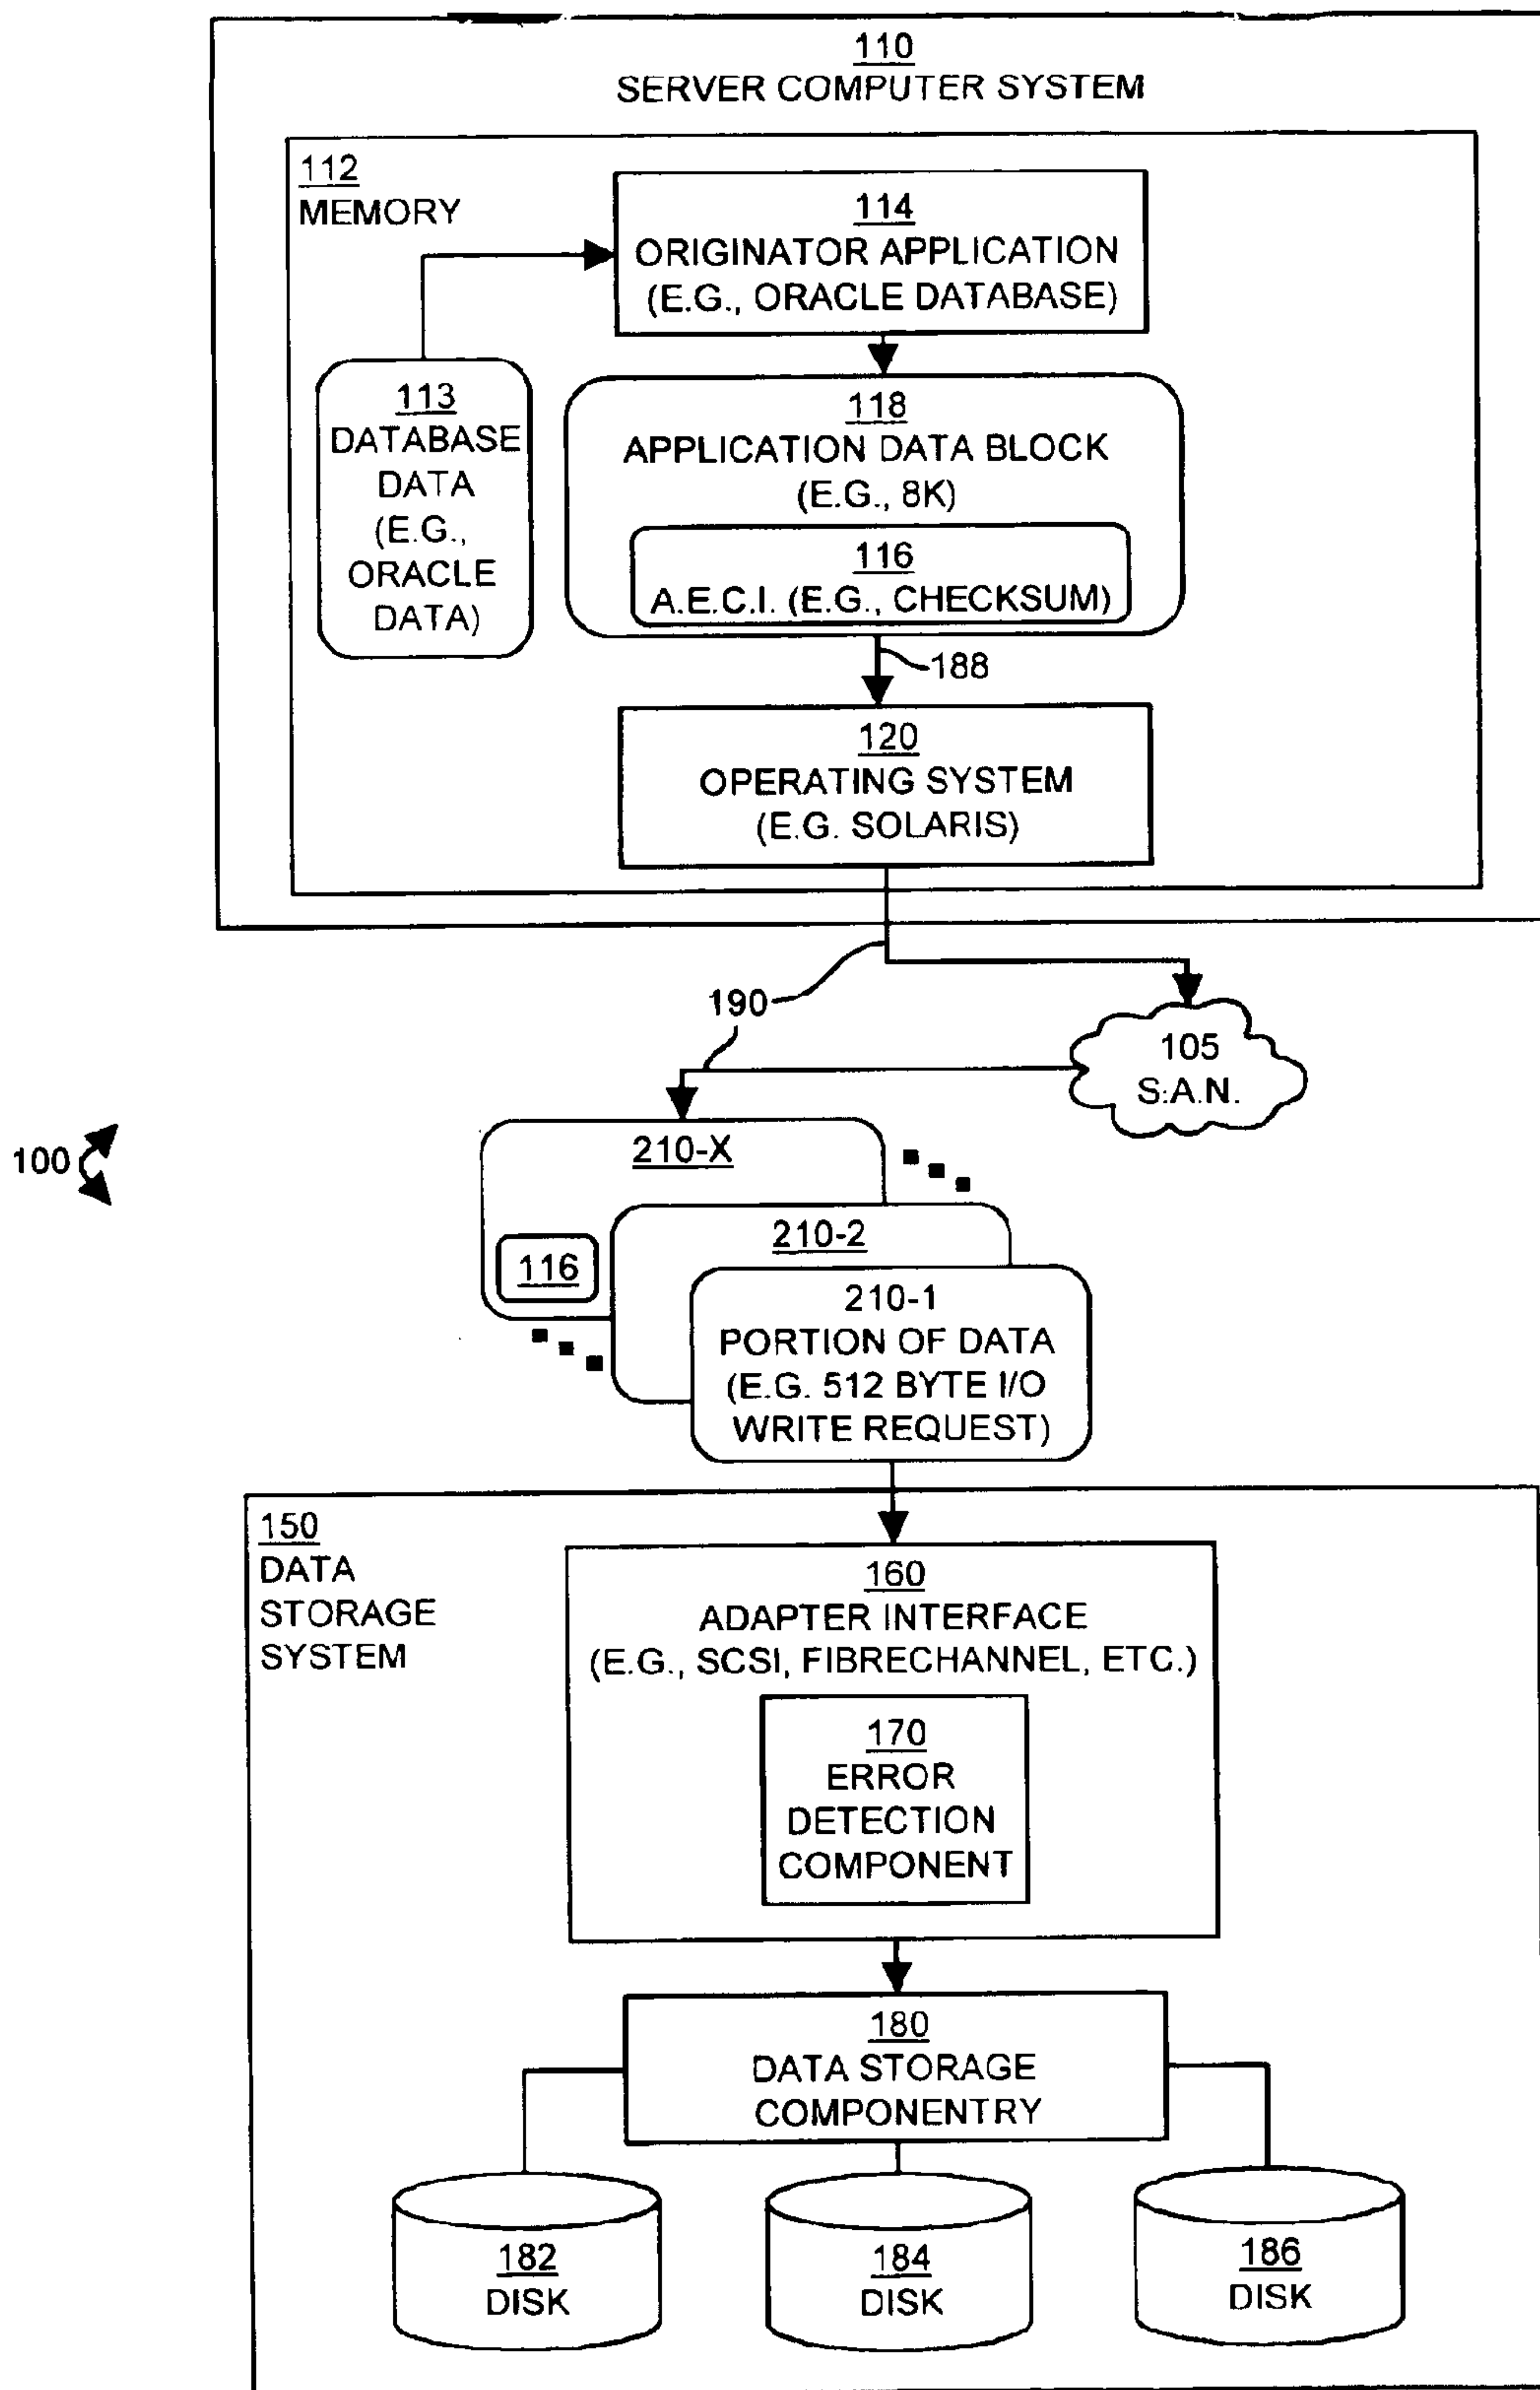 110
SERVER COMPUTER SYSTEM
112
MEMORY
114
ORIGINATOR APPLICATION
(E.G., ORACLE DATABASE)
113
DATABASE
DATA
(E.G.,
ORACLE
DATA)
118
APPLICATION DATA BLOCK
(E.G., 8K)
116
A.E.C.I. (E.G., CHECKSUM)
188
120
OPERATING SYSTEM
(E.G. SOLARIS)
190
105
S.A.N.
100
210-X
116
210-2
210-1
PORTION OF DATA
(E.G. 512 BYTE I/O
WRITE REQUEST)
150
DATA
STORAGE
SYSTEM
160
ADAPTER INTERFACE
(E.G., SCSI, FIBRECHANNEL, ETC.)
170
ERROR
DETECTION
COMPONENT
180
DATA STORAGE
COMPONENTRY
182
DISK
184
DISK
186
DISK